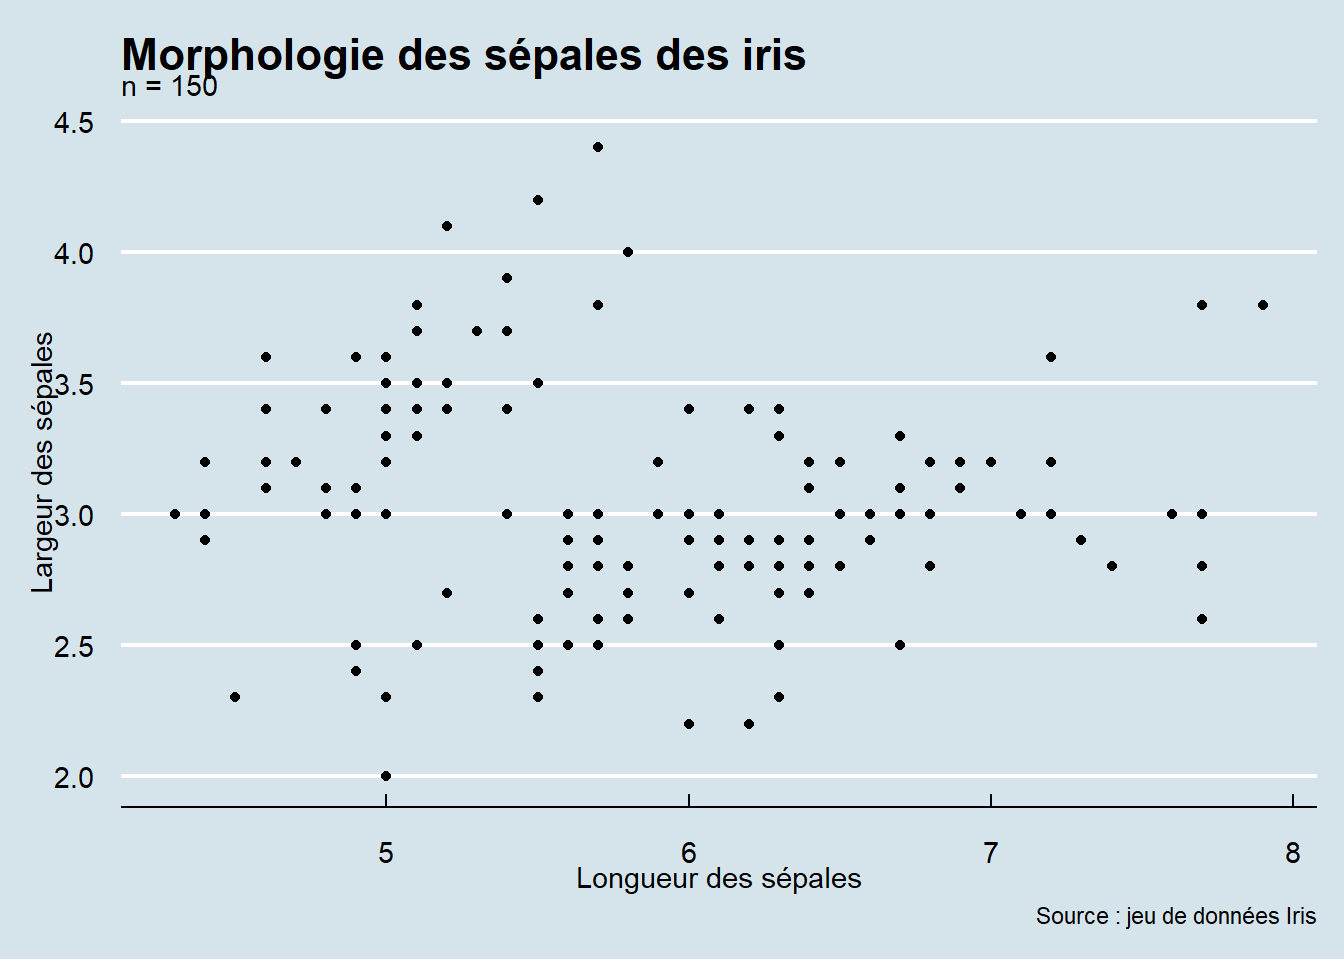 Morphologie des sépales des iris
n = 150
4.5
4.0
3.5
3.0
2.5
2.0
Largeur des sépales
5 6 7 8
Longueur des sépales
Source : jeu de données Iris